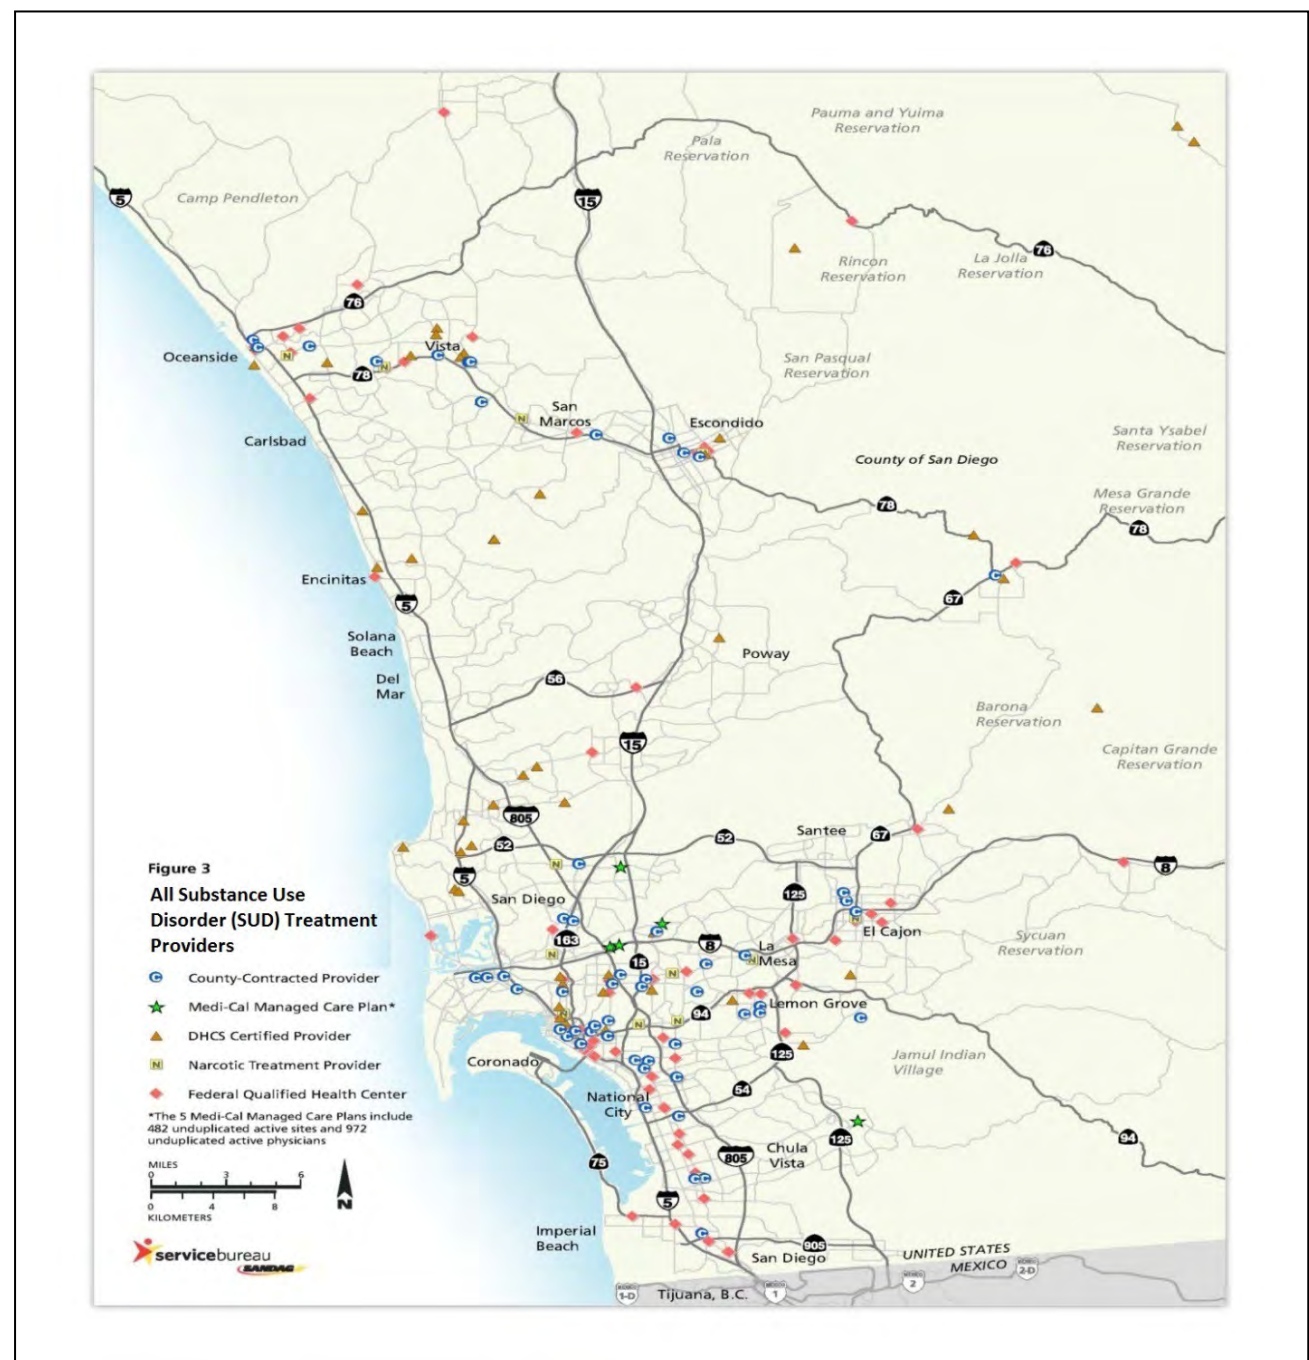 Pauma and Yuima
Reservation
Pala
Reservation
5
Camp Pendleton
15
Rincon
Reservation
La Jolla
Reservation
76
76
Oceanside
Vista
N
C
78
San Pasqual
Reservation
San
Marcos
Escondido
Carlsbad
Santa Ysabel
Reservation
County of San Diego
Mesa Grande
Reservation
78
78
Encinitas
5
67
Solana
Beach
Poway
Del
Mar
56
Barona
Reservation
15
Capitan Grande
Reservation
805
Santee
67
52
52
8
5
125
San Diego
163
El Cajon
8
La
Mesa
Sycuan
Reservation
15
Lemon Grove
94
Coronado
125
Jamul Indian
Village
54
National
City
Chula
Vista
125
94
805
75
5
Imperial
Beach
905
San Diego
UNITED STATES
MEXICO
Tijuana, B.C.
MEXICO
1-D
MEXICO
1
MEXICO
2
MEXICO
2-D
Figure 3
All Substance Use
Disorder (SUD) Treatment
Providers
C County-Contracted Provider
Medi-Cal Managed Care Plan*
DHCS Certified Provider
N Narcotic Treatment Provider
Federal Qualified Health Center
*The 5 Medi-Cal Managed Care Plans include
482 unduplicated active sites and 972
unduplicated active physicians
MILES
0 3 6
0 4 8
KILOMETERS
N
servicebureau
SANDAG